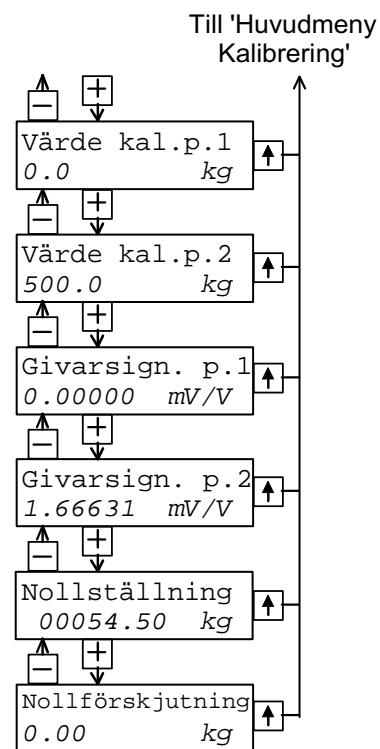 Till 'Huvudmeny
Kalibrering'
− +
Värde kal.p.1
0.0 kg
− +
Värde kal.p.2
500.0 kg
− +
Givarsign. p.1
0.00000 mV/V
− +
Givarsign. p.2
1.66631 mV/V
− +
Nollställning
00054.50 kg
− +
Nollförskjutning
0.00 kg